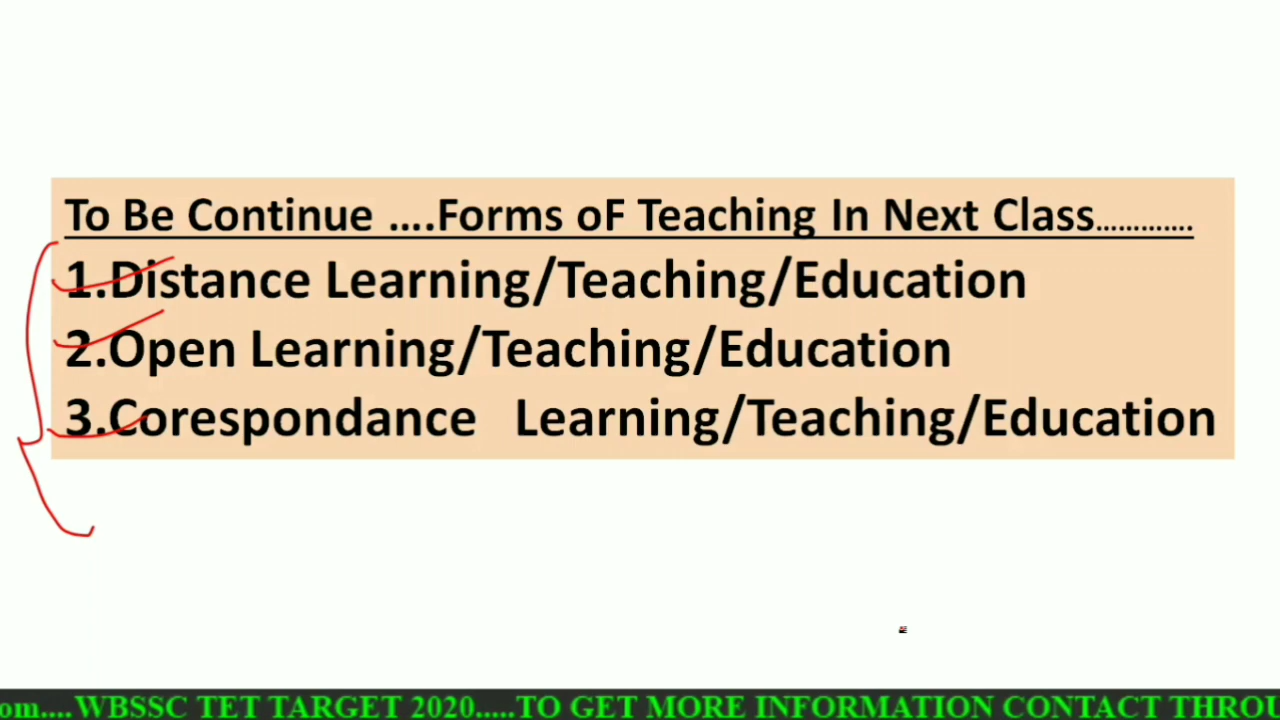 To Be Continue ....Forms oF Teaching In Next Class.............
1.Distance Learning/Teaching/Education
2.Open Learning/Teaching/Education
3.Corespondance Learning/Teaching/Education
om....WBSSC TET TARGET 2020.....TO GET MORE INFORMATION CONTACT THROU